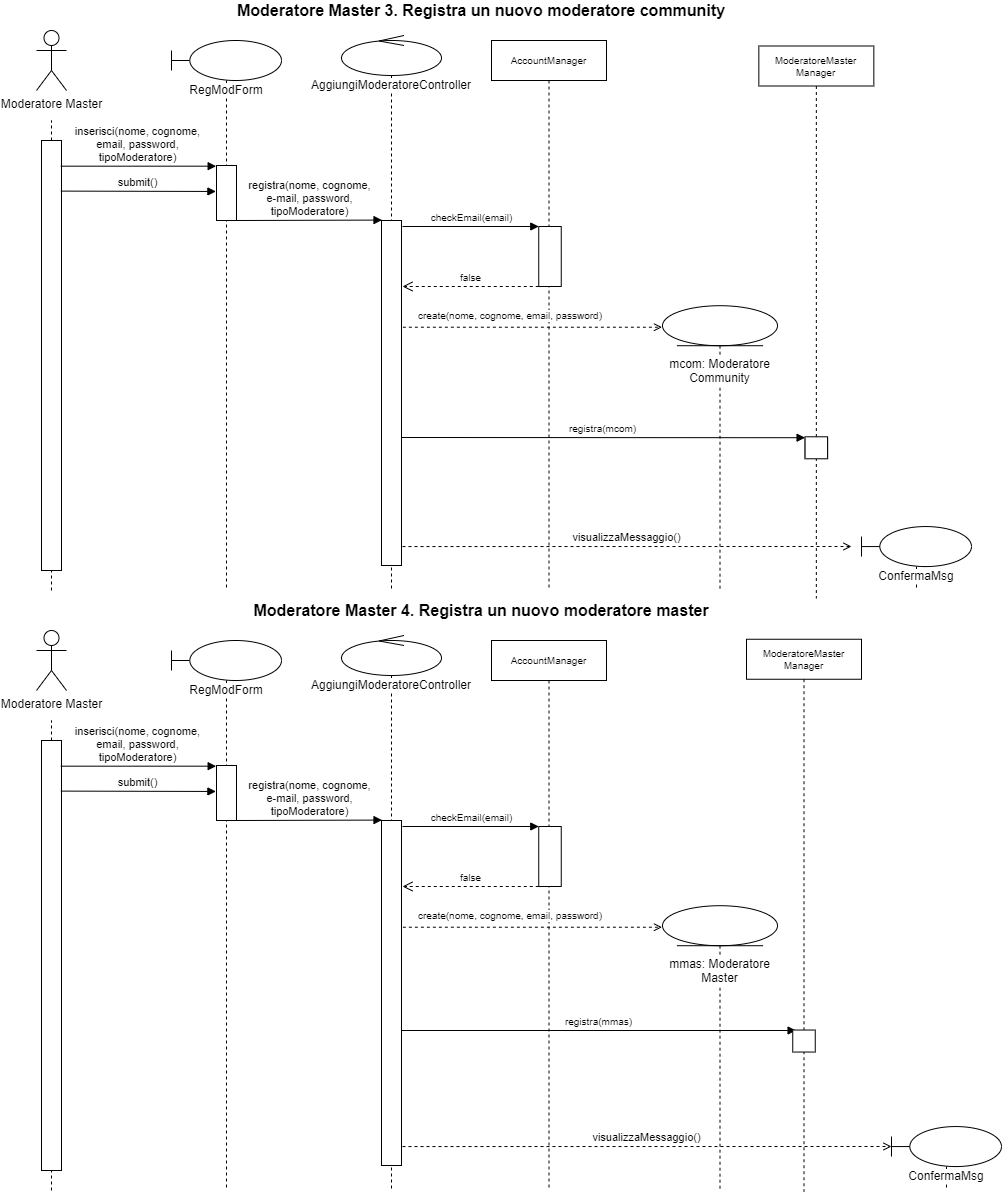 Moderatore Master 3. Registra un nuovo moderatore community
Moderatore Master
RegModForm
AggiungiModeratoreController
AccountManager
ModeratoreMaster
Manager
inserisci(nome, cognome,
email, password,
tipoModeratore)
submit()
registra(nome, cognome,
e-mail, password,
tipoModeratore)
checkEmail(email)
false
create(nome, cognome, email, password)
mcom: Moderatore
Community
registra(mcom)
visualizzaMessaggio()
ConfermaMsg
Moderatore Master 4. Registra un nuovo moderatore master
Moderatore Master
RegModForm
AggiungiModeratoreController
AccountManager
ModeratoreMaster
Manager
inserisci(nome, cognome,
email, password,
tipoModeratore)
submit()
registra(nome, cognome,
e-mail, password,
tipoModeratore)
checkEmail(email)
false
create(nome, cognome, email, password)
mmas: Moderatore
Master
registra(mmas)
visualizzaMessaggio()
ConfermaMsg